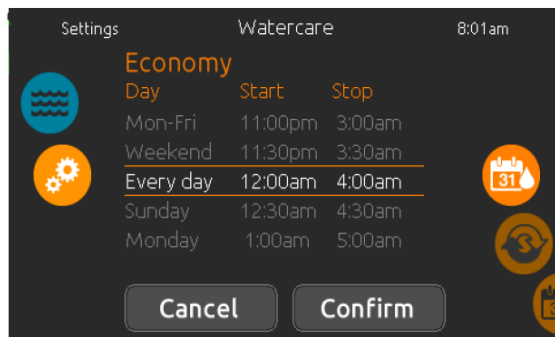 Settings Watercare 8:01am
Economy
Day Start Stop
Mon-Fri 11:00pm 3:00am
Weekend 11:30pm 3:30am
Every day 12:00am 4:00am
31
Sunday 12:30am 4:30am
Monday 1:00am 5:00am
S
Cancel Confirm